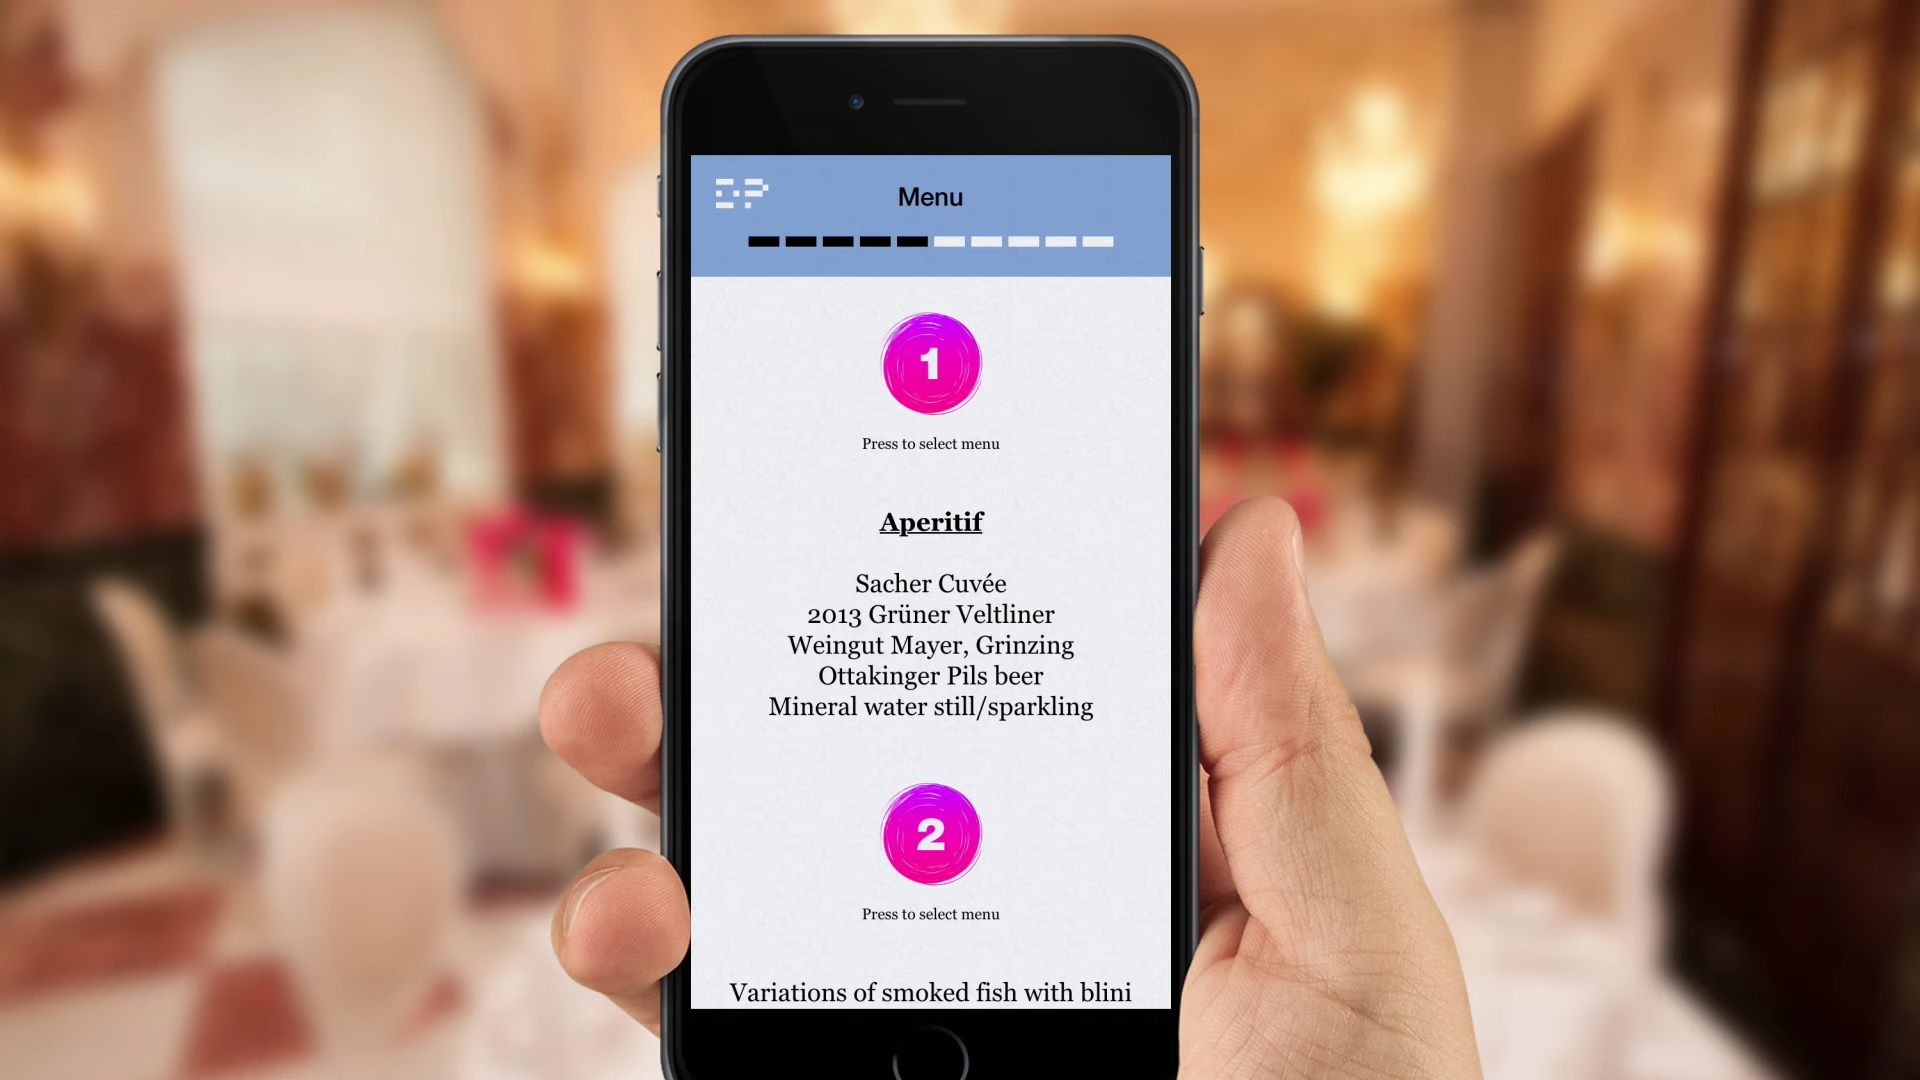 DP
Menu
1
Press to select menu
Aperitif
Sacher Cuvée
2013 Grüner Veltliner
Weingut Mayer, Grinzing
Ottakinger Pils beer
Mineral water still/sparkling
2
Press to select menu
Variations of smoked fish with blini